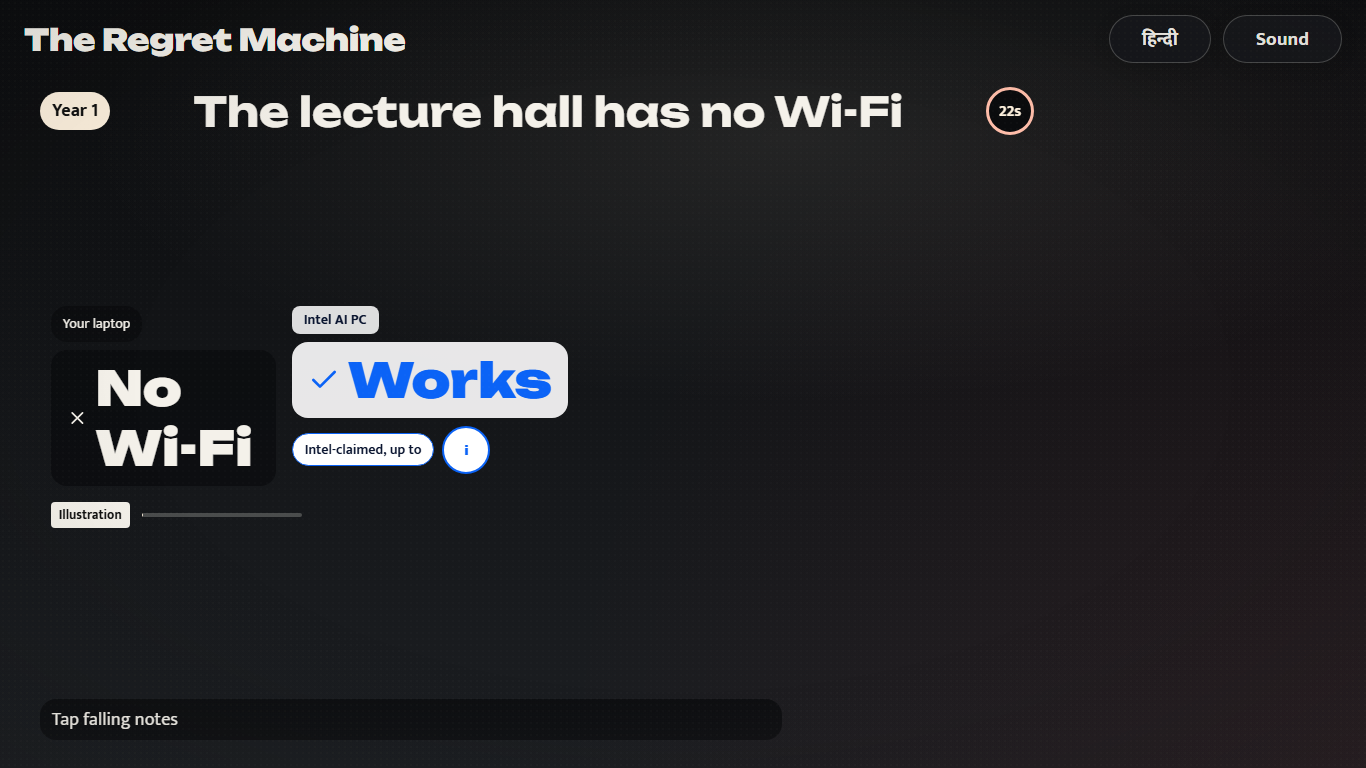 The Regret Machine
हिन्दी
Sound
Year 1
The lecture hall has no Wi-Fi
22s
Your laptop
No
Wi-Fi
Intel AI PC
Works
Intel-claimed, up to
i
Illustration
Tap falling notes